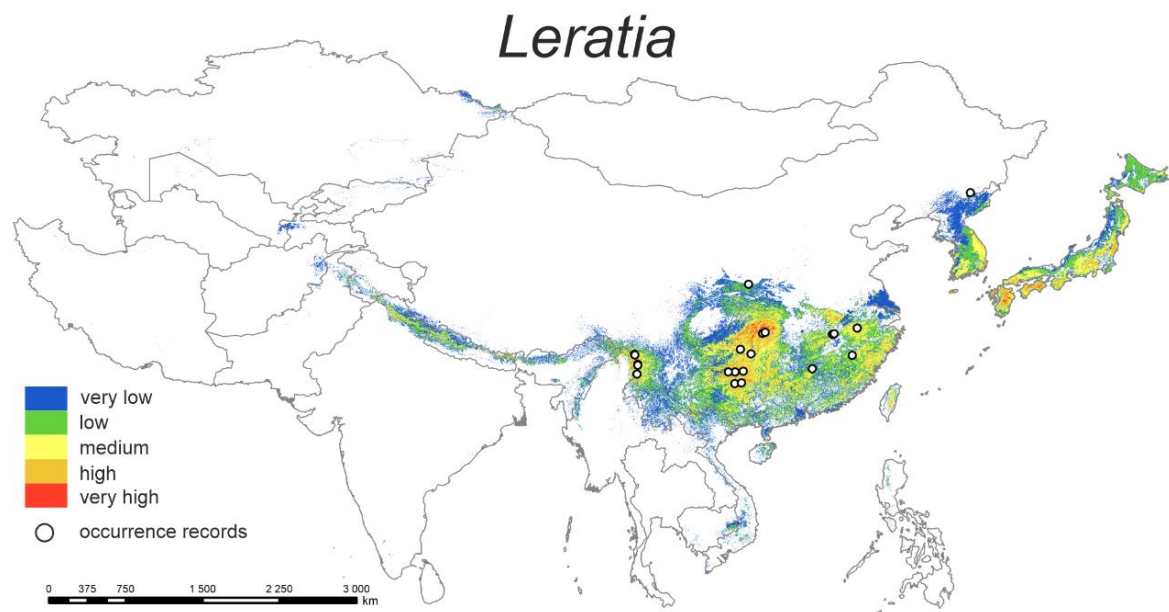 Leratia
very low
low
medium
high
very high
occurrence records
0 375 750 1 500 2 250 3 000
km